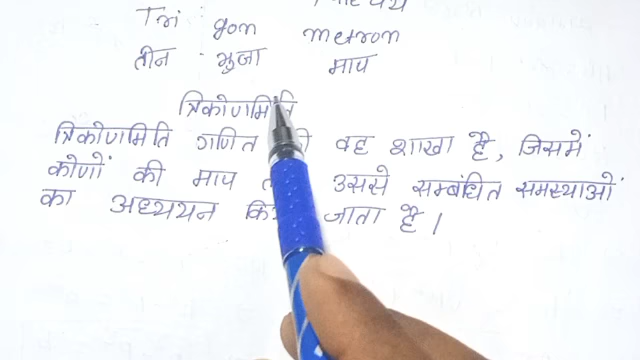 Tri gon metron
तीन भुजा माप
त्रिकोणमिति
त्रिकोणमिति गणित वह शाखा है, जिसमें
कोणों की माप उससे सम्बंधित समस्याओं
का अध्ययन जाता है।